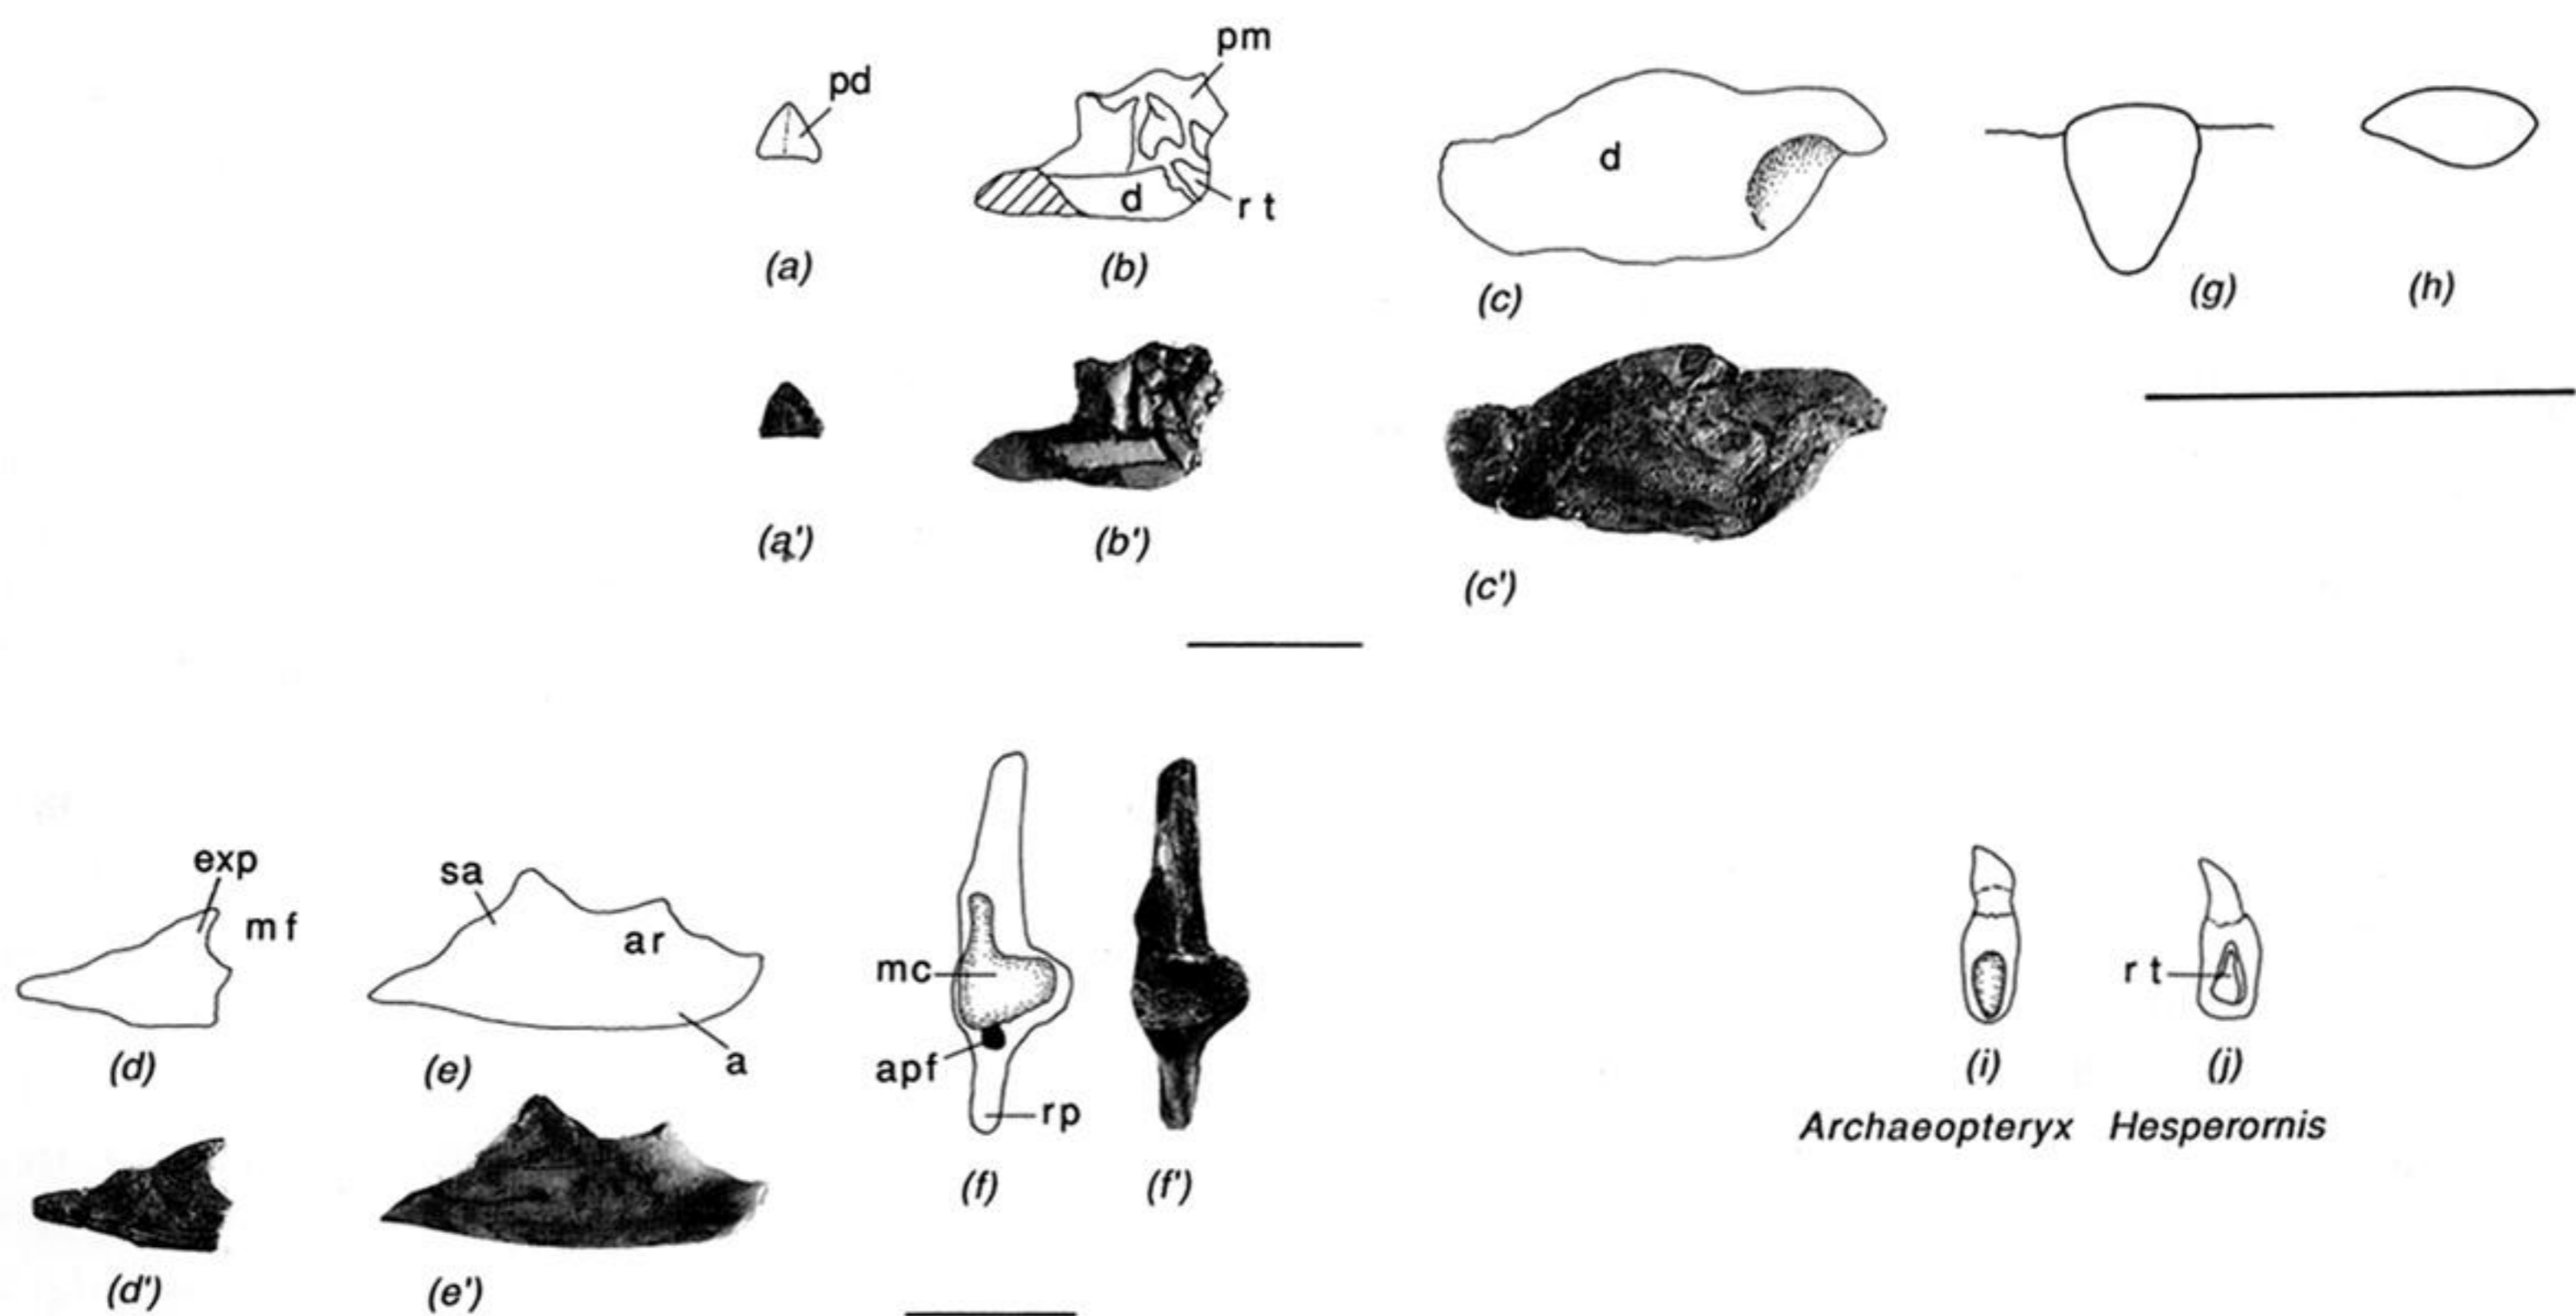 pm
pd
d
r t
d
(a)
(b)
(c)
(g)
(h)
(a')
(b')
(c')
exp
m f
sa
ar
mc
r t
a
apf
rp
(d)
(e)
(i)
(j)
Archaeopteryx
Hesperornis
(f)
(f')
(d')
(e')